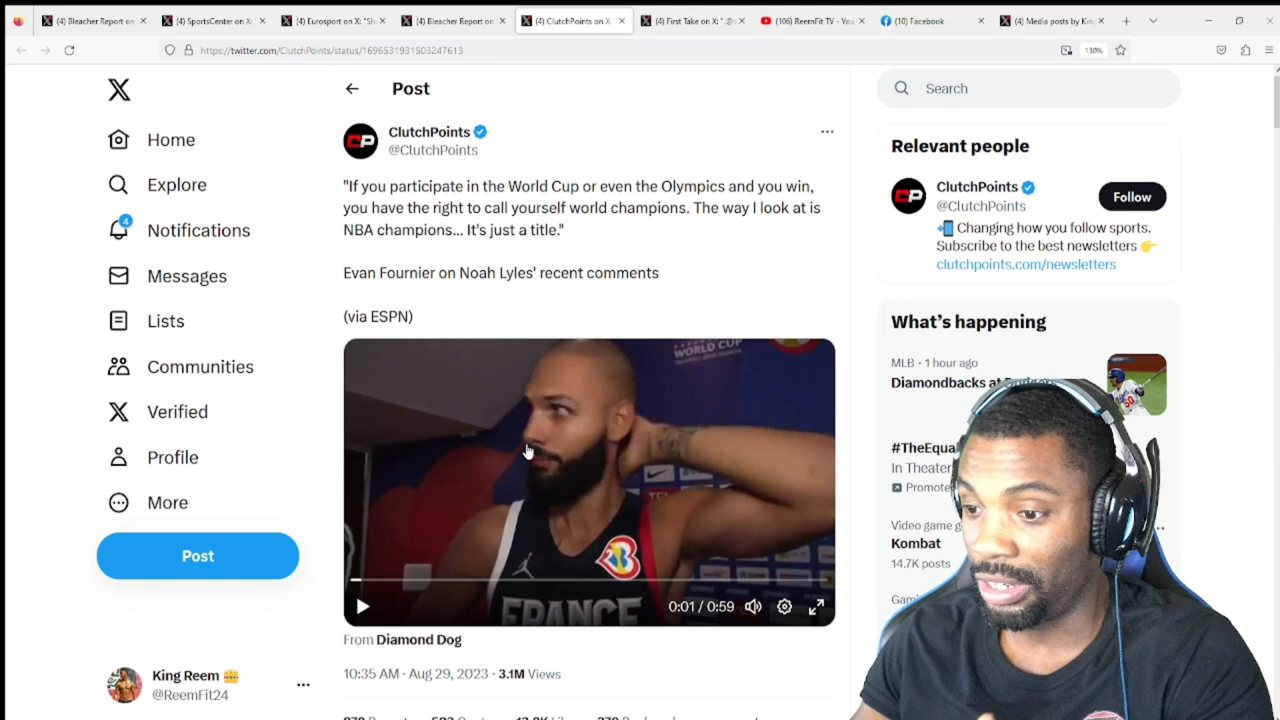 (4) Bleacher Report on
(4) SportsCenter on X:
(4) Eurosport on X: "Sha
(4) Bleacher Report on
(4) ClutchPoints on X:
(4) First Take on X: ".@c
(106) ReemFit TV - You
(10) Facebook
(4) Media posts by King
https://twitter.com/ClutchPoints/status/1696531931503247613
130%
Home
Explore
4
Notifications
Messages
Lists
Communities
Verified
Profile
More
Post
King Reem
@ReemFit24
Post
CP
ClutchPoints
@ClutchPoints
"If you participate in the World Cup or even the Olympics and you win,
you have the right to call yourself world champions. The way I look at is
NBA champions... It's just a title."
Evan Fournier on Noah Lyles' recent comments
(via ESPN)
WORLD CUP
FRANCE
0:01 / 0:59
From Diamond Dog
10:35 AM · Aug 29, 2023 · 3.1M Views
Search
Relevant people
CP
ClutchPoints
@ClutchPoints
Follow
Changing how you follow sports.
Subscribe to the best newsletters
clutchpoints.com/newsletters
What's happening
MLB · 1 hour ago
Diamondbacks at Dodgers
#TheEqua
In Theater
Promote
Video game g
Kombat
14.7K posts
Gami